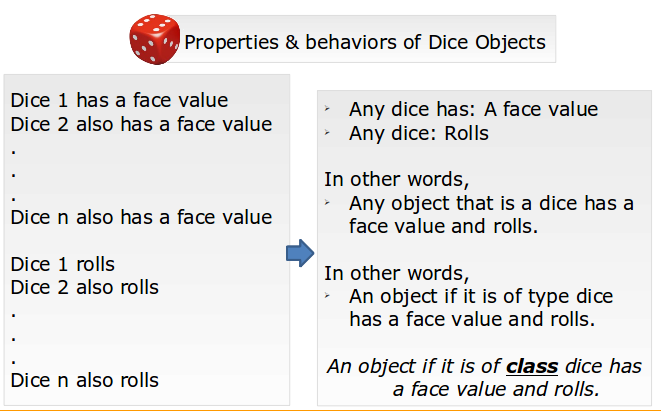 Properties & behaviors of Dice Objects
Dice 1 has a face value
Dice 2 also has a face value
.
.
.
Dice n also has a face value
Dice 1 rolls
Dice 2 also rolls
.
.
.
Dice n also rolls
➢ Any dice has: A face value
➢ Any dice: Rolls
In other words,
➢ Any object that is a dice has a
face value and rolls.
In other words,
➢ An object if it is of type dice
has a face value and rolls.
An object if it is of class dice has
a face value and rolls.